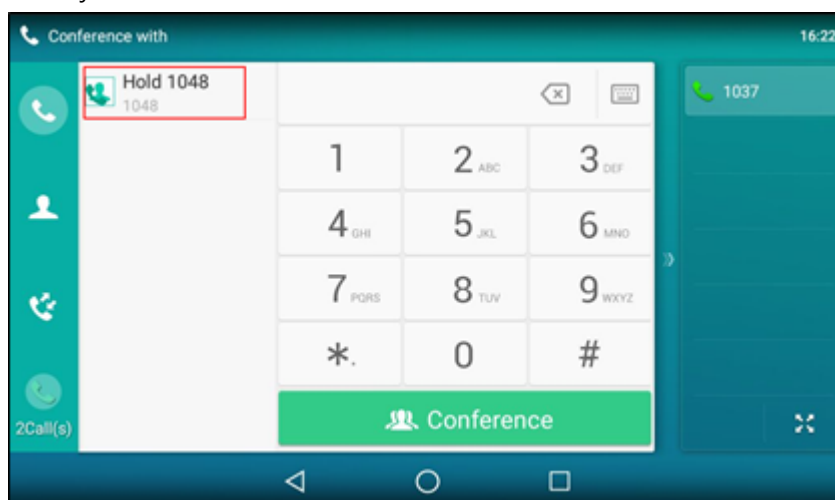 Conference with
16:22
Hold 1048
1048
1037
1
2 ABC
3 DEF
4 GHI
5 JKL
6 MNO
7 PQRS
8 TUV
9 WXYZ
*.
0
#
Conference
2Call(s)